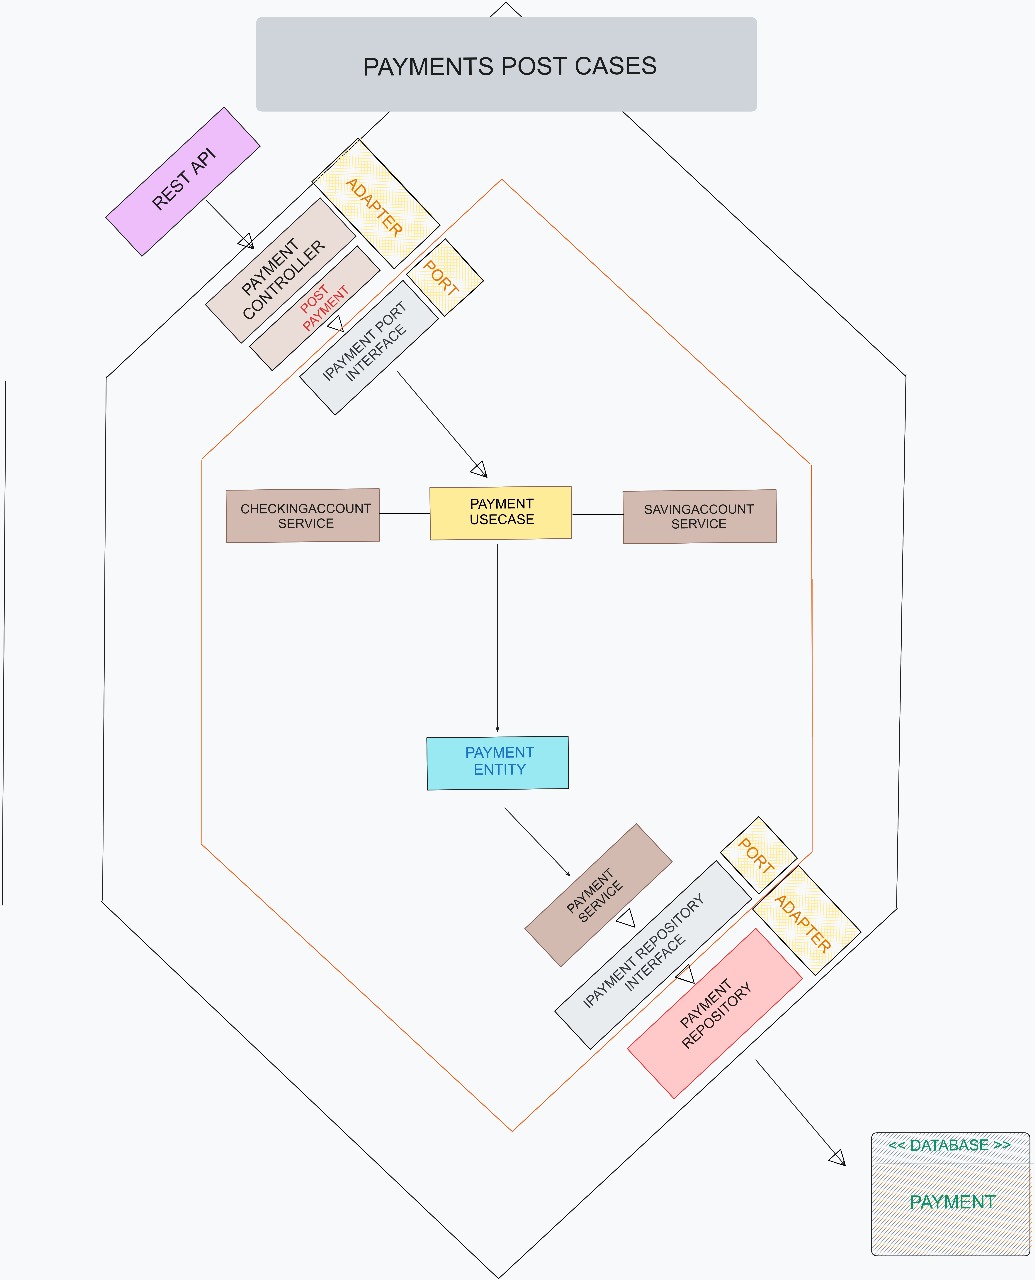 PAYMENTS POST CASES
REST API
ADAPTER
PAYMENT
CONTROLLER
POST
PAYMENT
PORT
IPAYMENT PORT
INTERFACE
CHECKINGACCOUNT
SERVICE
PAYMENT
USECASE
SAVINGACCOUNT
SERVICE
PAYMENT
ENTITY
PAYMENT
SERVICE
PORT
IPAYMENT REPOSITORY
INTERFACE
ADAPTER
PAYMENT
REPOSITORY
<< DATABASE >>
PAYMENT